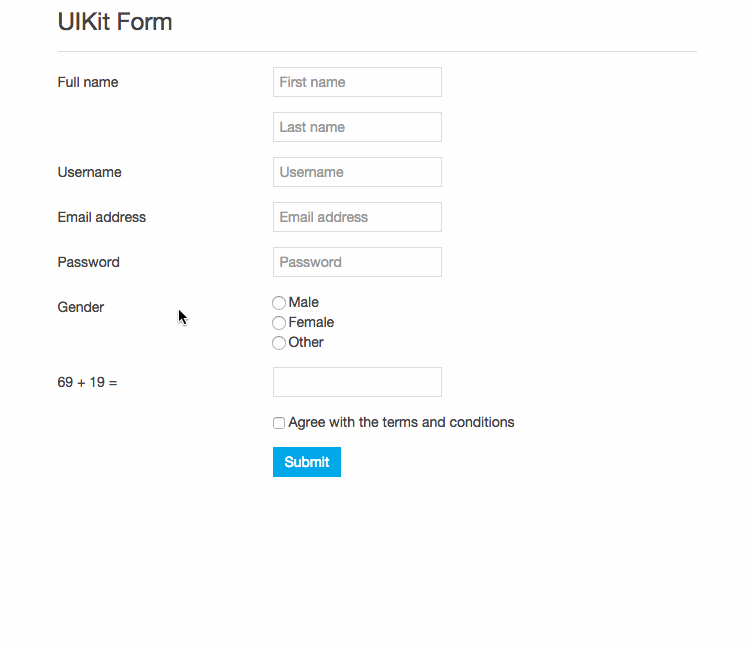 UIKit Form
Full name First name
Last name
Username Username
Email address Email address
Password Password
Gender Male
Female
Other
69 + 19 =
Agree with the terms and conditions
Submit